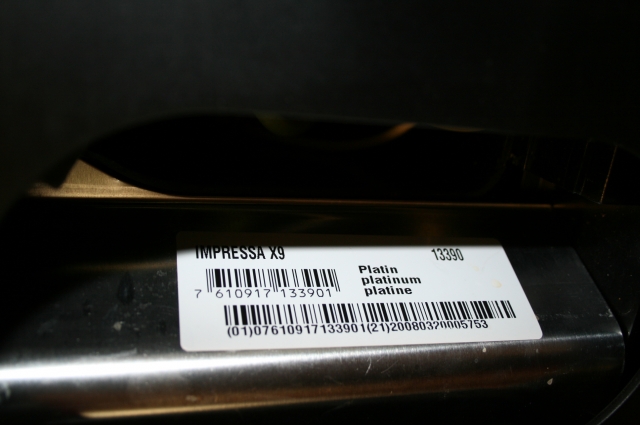 IMPRESSA X9 13390
Platin
platinum
platine
7 610917 133901
(01)07610917133901(21)20080320005753